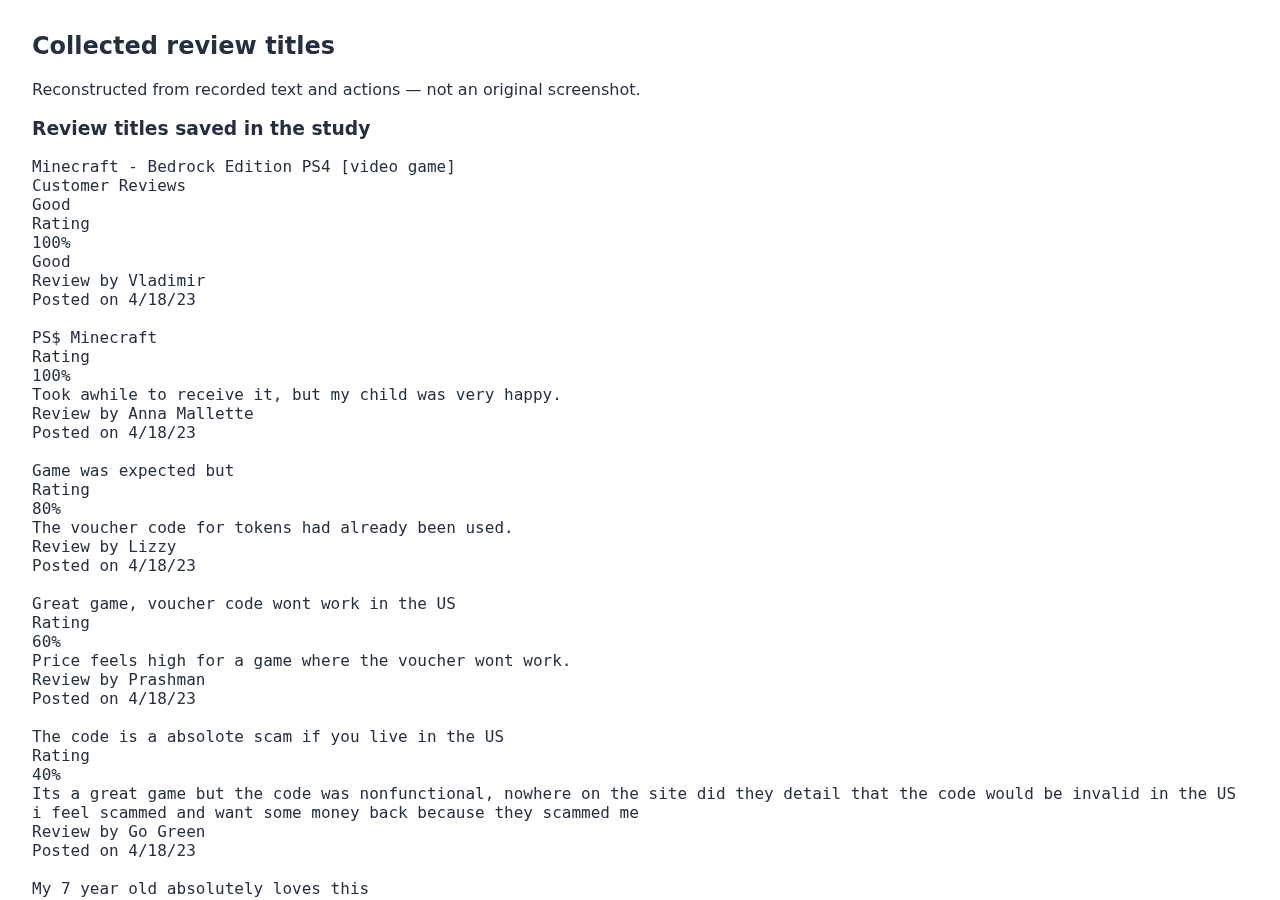 Collected review titles
Reconstructed from recorded text and actions — not an original screenshot.
Review titles saved in the study
Minecraft - Bedrock Edition PS4 [video game]
Customer Reviews
Good
Rating
100%
Good
Review by Vladimir
Posted on 4/18/23
PS$ Minecraft
Rating
100%
Took awhile to receive it, but my child was very happy.
Review by Anna Mallette
Posted on 4/18/23
Game was expected but
Rating
80%
The voucher code for tokens had already been used.
Review by Lizzy
Posted on 4/18/23
Great game, voucher code wont work in the US
Rating
60%
Price feels high for a game where the voucher wont work.
Review by Prashman
Posted on 4/18/23
The code is a absolote scam if you live in the US
Rating
40%
Its a great game but the code was nonfunctional, nowhere on the site did they detail that the code would be invalid in the US
i feel scammed and want some money back because they scammed me
Review by Go Green
Posted on 4/18/23
My 7 year old absolutely loves this